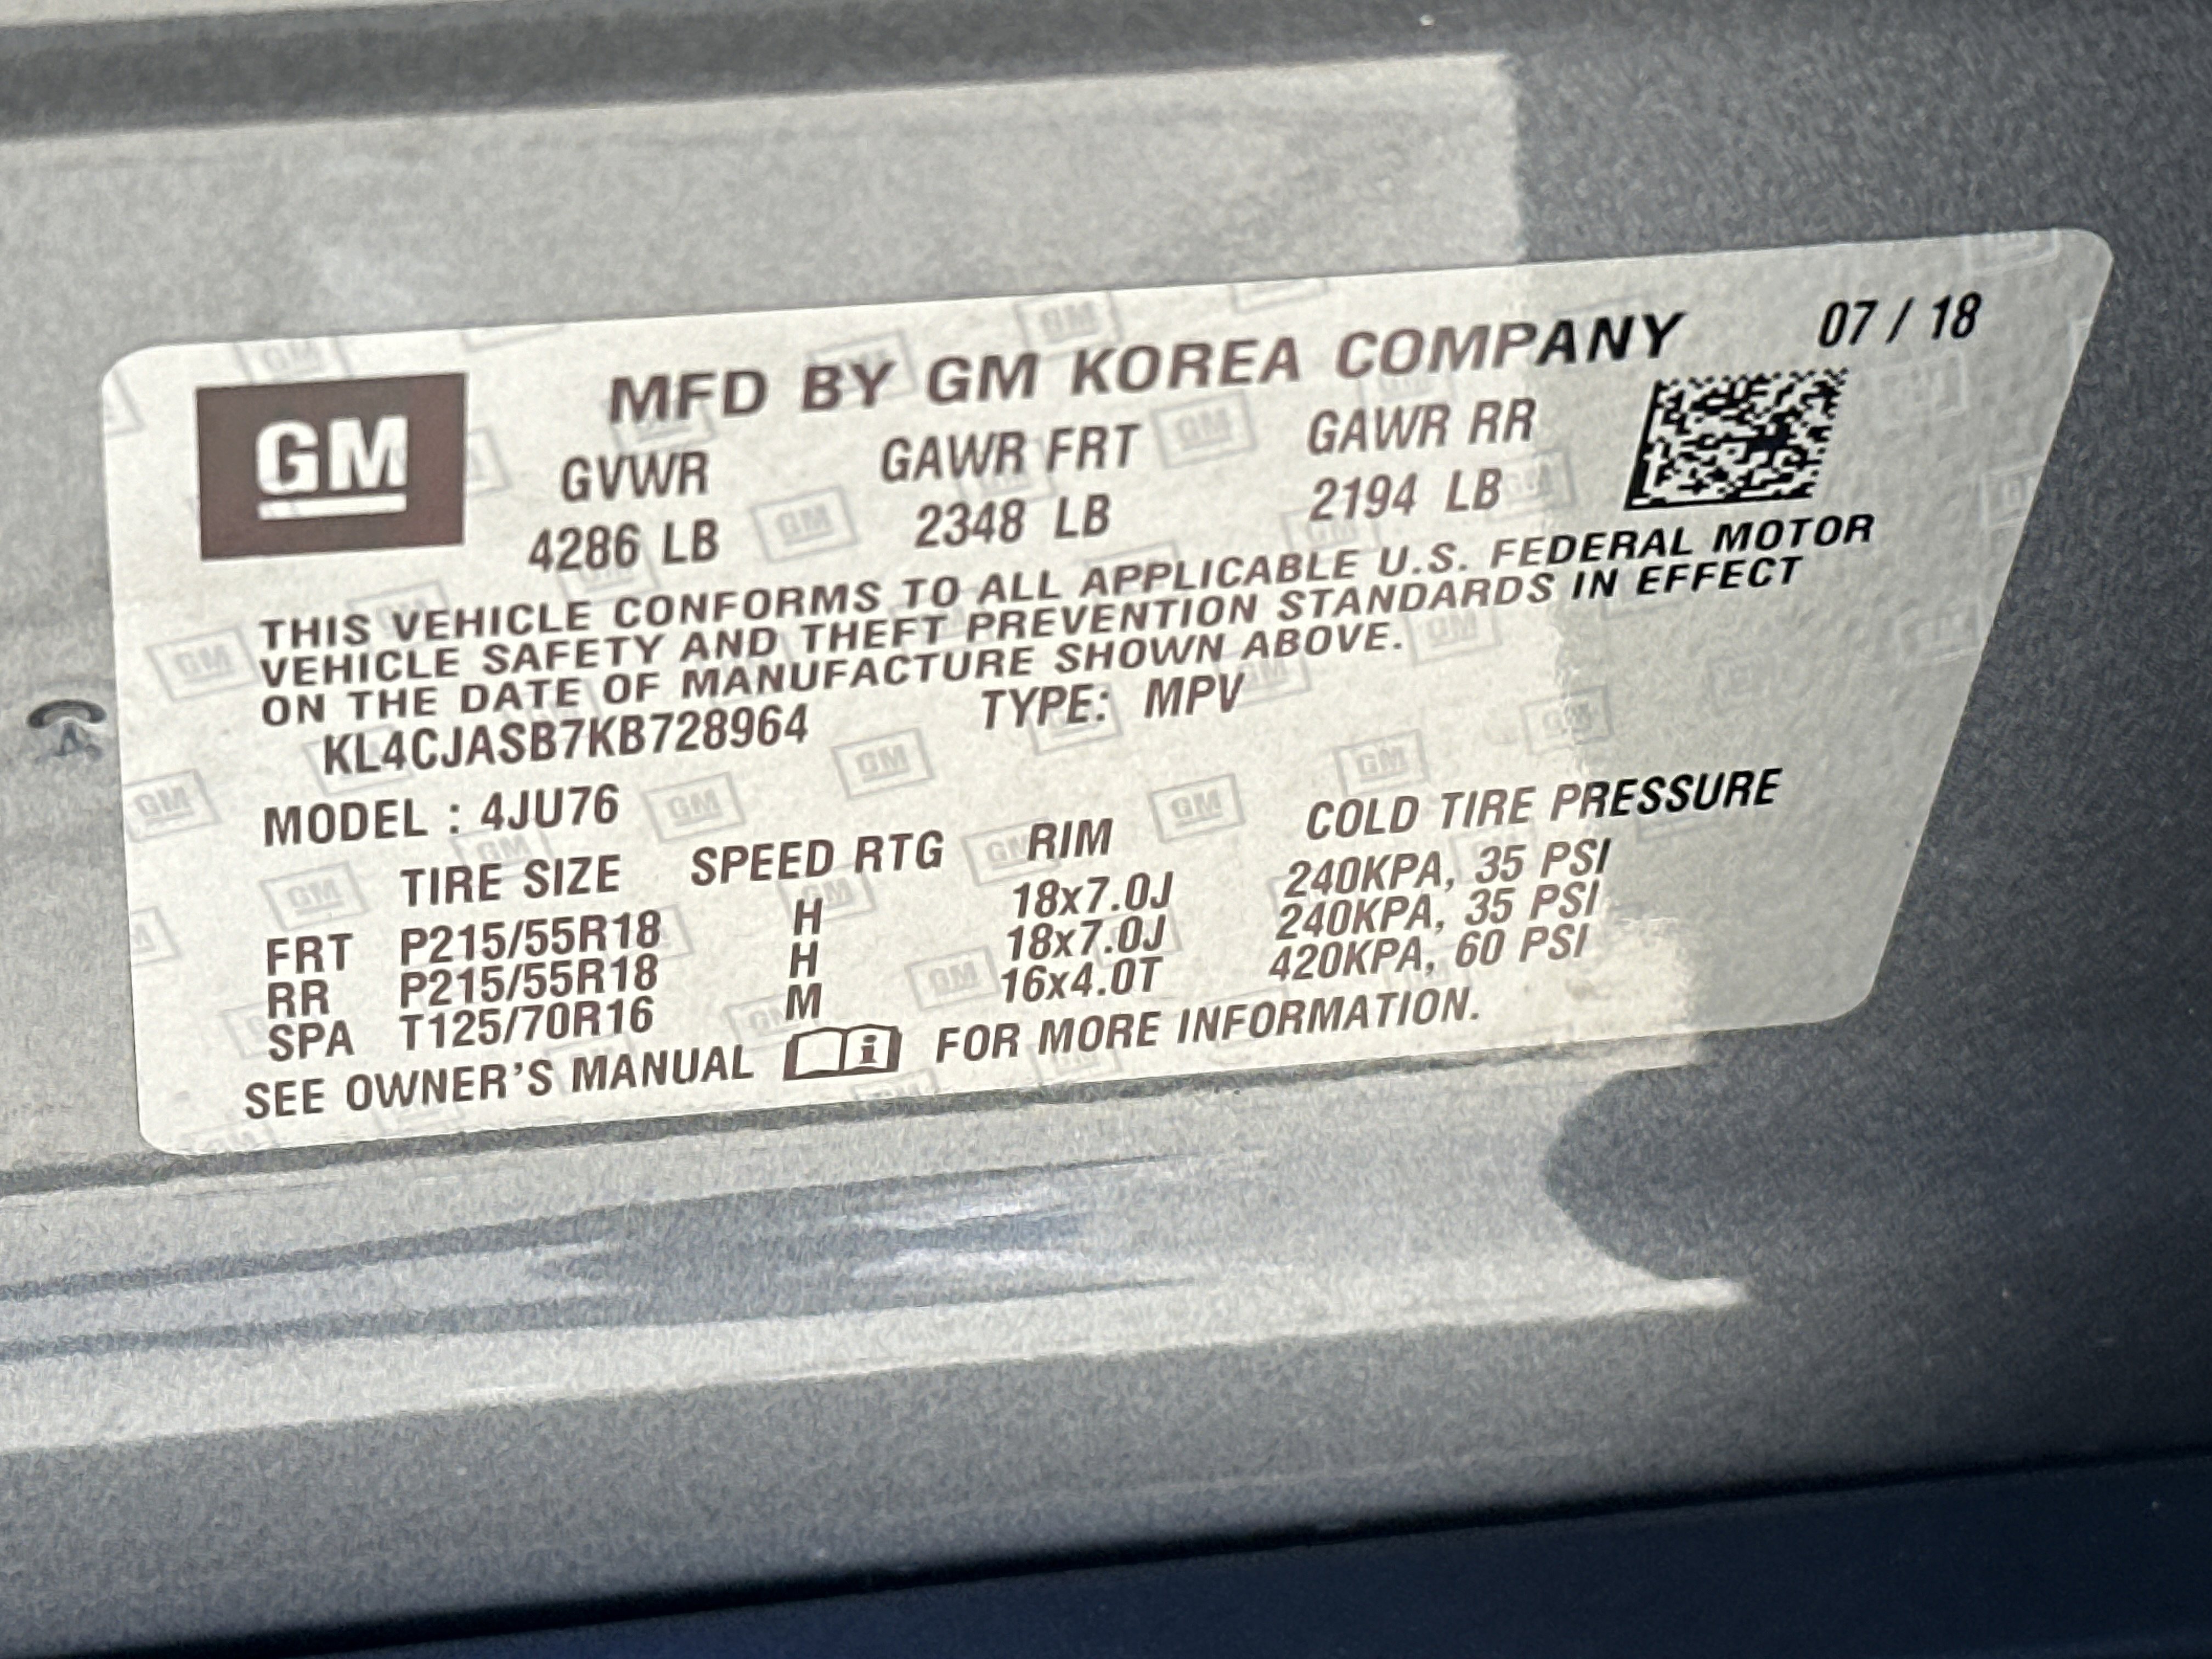 GM
MFD BY GM KOREA COMPANY 07 / 18
GVWR GAWR FRT GAWR RR
4286 LB 2348 LB 2194 LB
THIS VEHICLE CONFORMS TO ALL APPLICABLE U.S. FEDERAL MOTOR
VEHICLE SAFETY AND THEFT PREVENTION STANDARDS IN EFFECT
ON THE DATE OF MANUFACTURE SHOWN ABOVE.
KL4CJASB7KB728964 TYPE: MPV
MODEL : 4JU76
TIRE SIZE SPEED RTG RIM COLD TIRE PRESSURE
FRT P215/55R18 H 18x7.0J 240KPA, 35 PSI
RR P215/55R18 H 18x7.0J 240KPA, 35 PSI
SPA T125/70R16 M 16x4.0T 420KPA, 60 PSI
SEE OWNER'S MANUAL i FOR MORE INFORMATION.